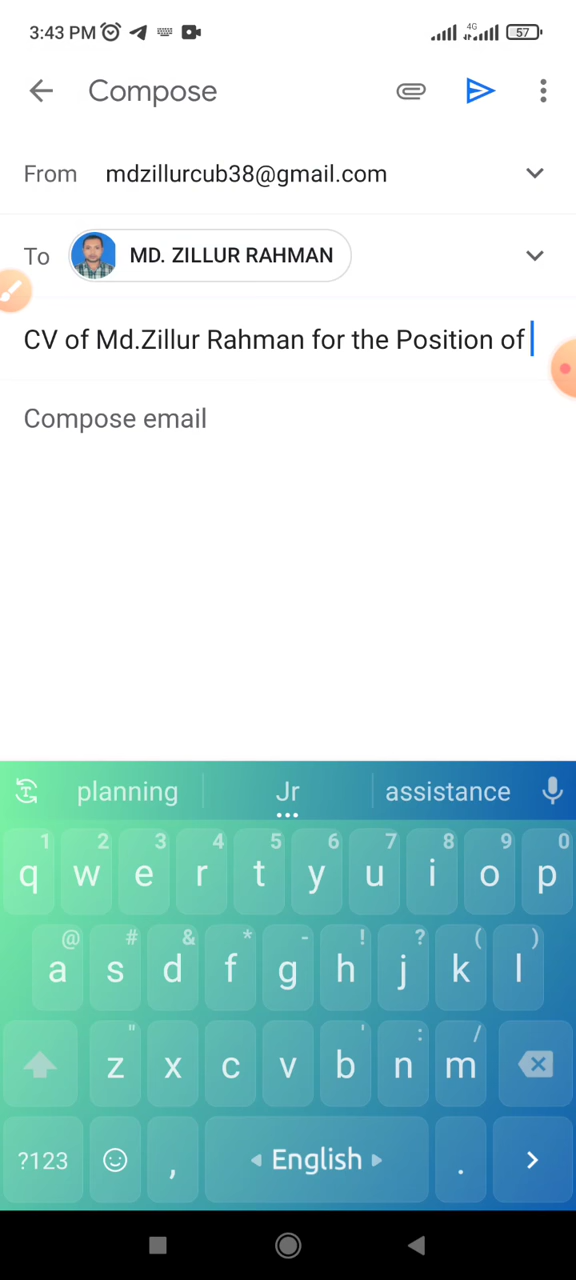 3:43 PM 4G 57
Compose
From mdzillurcub38@gmail.com
To MD. ZILLUR RAHMAN
CV of Md.Zillur Rahman for the Position of
Compose email
planning Jr assistance
1 2 3 4 5 6 7 8 9 0
q w e r t y u i o p
@ # & * - ! ? ( )
a s d f g h j k l
" ' : /
z x c v b n m
?123 , English .